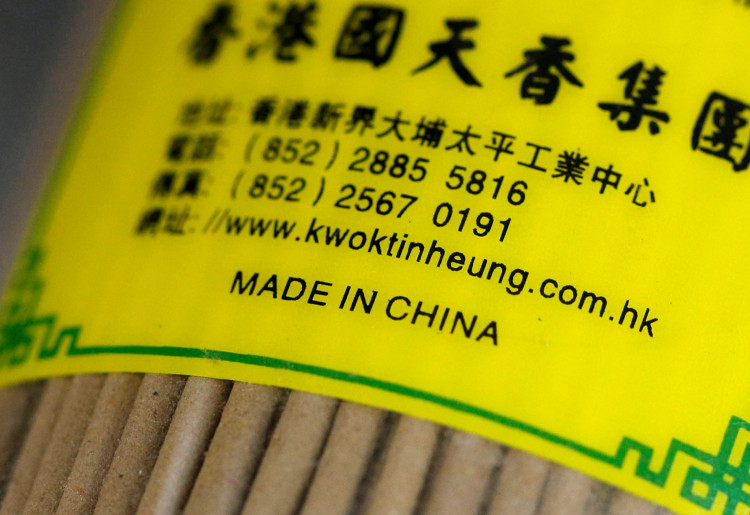 香港國天香集團
地址: 香港新界大埔太平工業中心
電話: (852) 2885 5816
傳真: (852) 2567 0191
網址: //www.kwoktinheung.com.hk
MADE IN CHINA